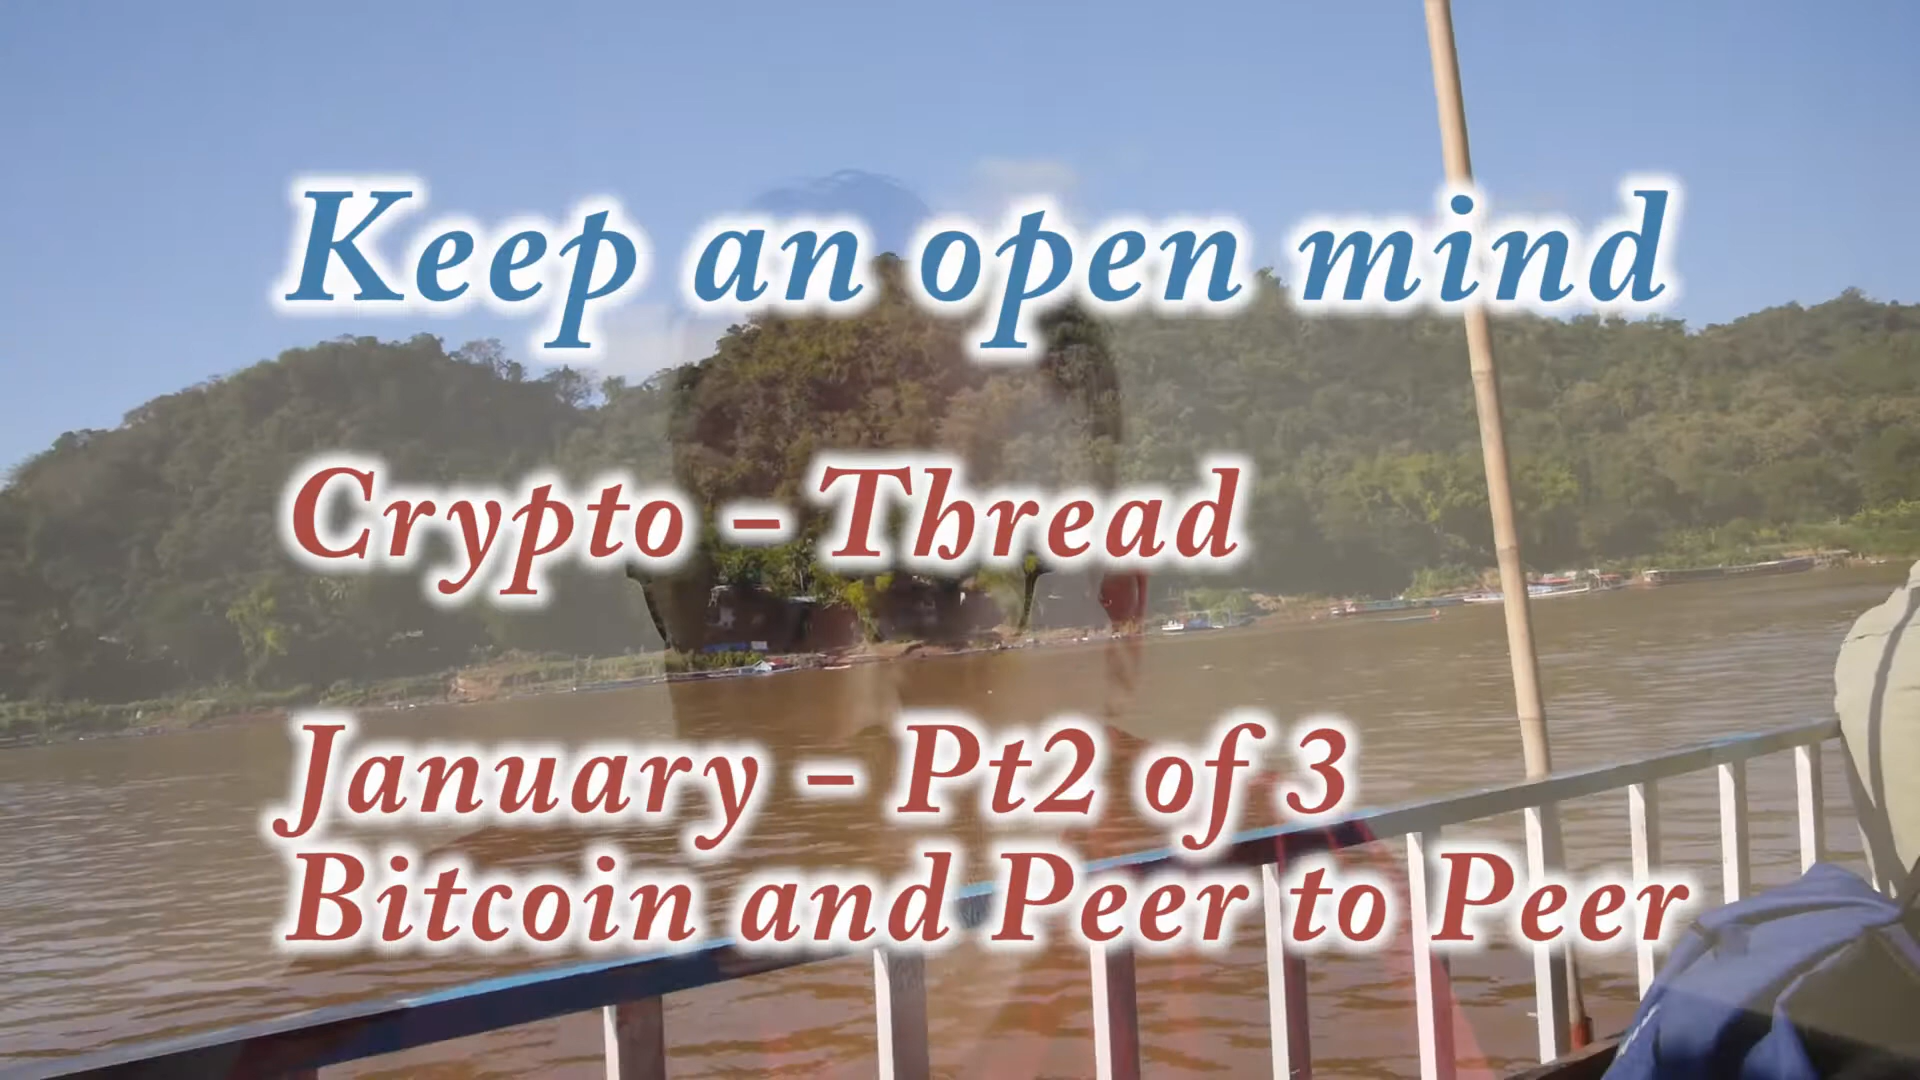 Keep an open mind
Crypto – Thread
January – Pt2 of 3
Bitcoin and Peer to Peer